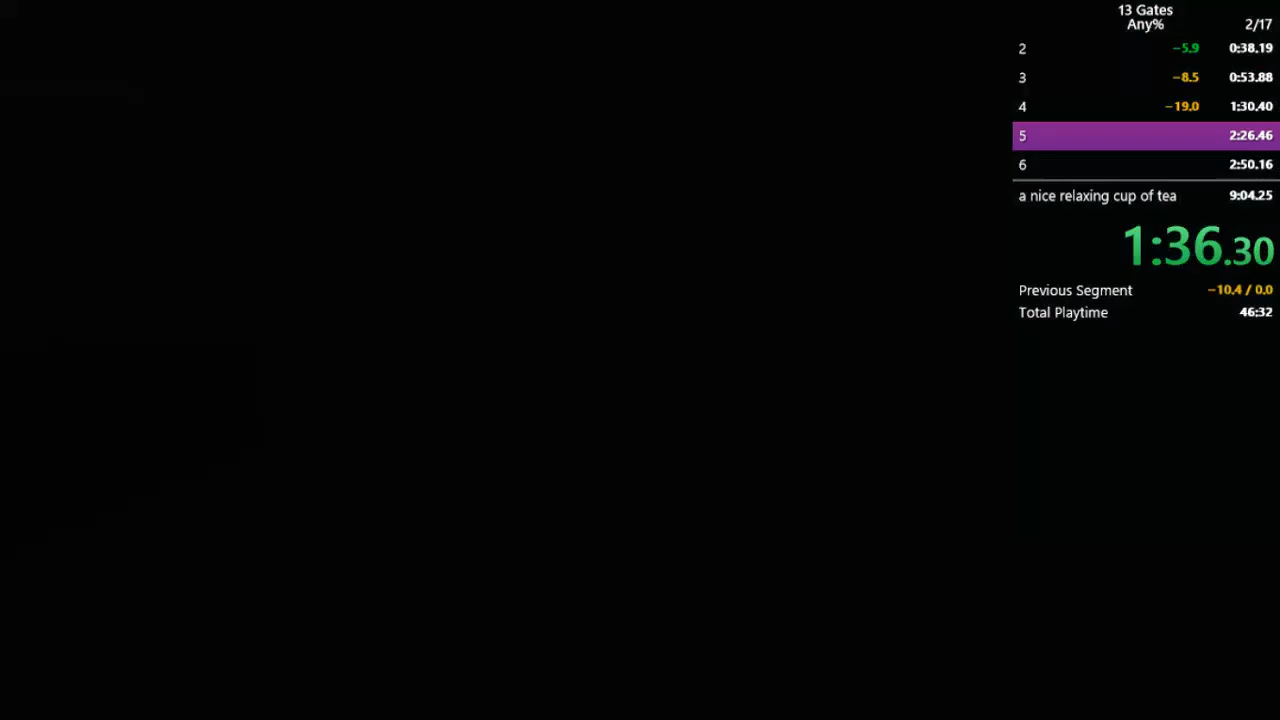 13 Gates
Any% 2/17
2 −5.9 0:38.19
3 −8.5 0:53.88
4 −19.0 1:30.40
5 2:26.46
6 2:50.16
a nice relaxing cup of tea 9:04.25
1:36.30
Previous Segment −10.4 / 0.0
Total Playtime 46:32